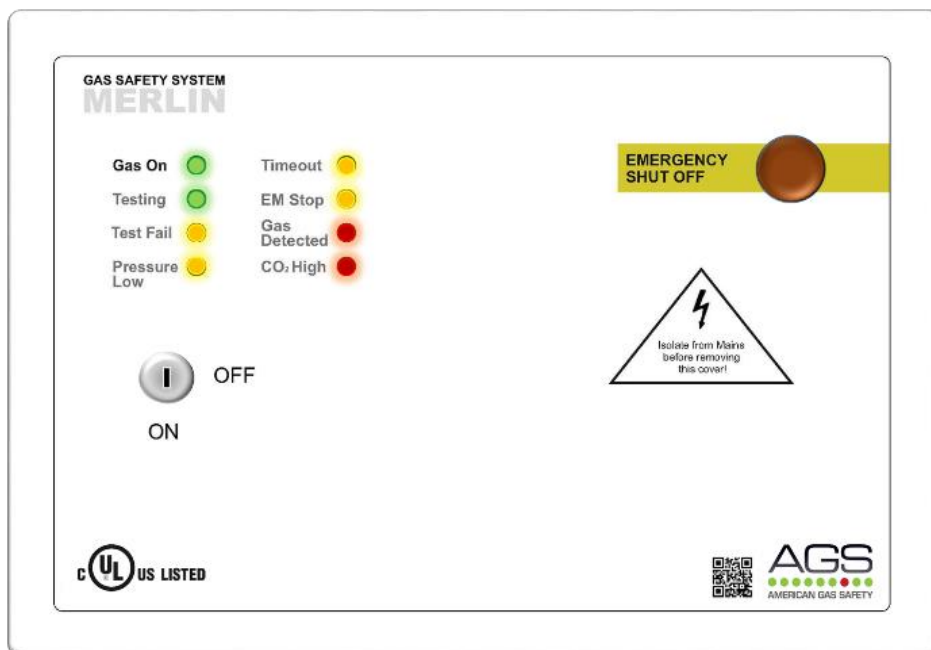 GAS SAFETY SYSTEM
MERLIN
Gas On
Timeout
Testing
EM Stop
Test Fail
Gas
Detected
Pressure
Low
CO₂ High
OFF
ON
EMERGENCY
SHUT OFF
Isolate from Mains
before removing
this cover!
C UL US LISTED
AGS
AMERICAN GAS SAFETY